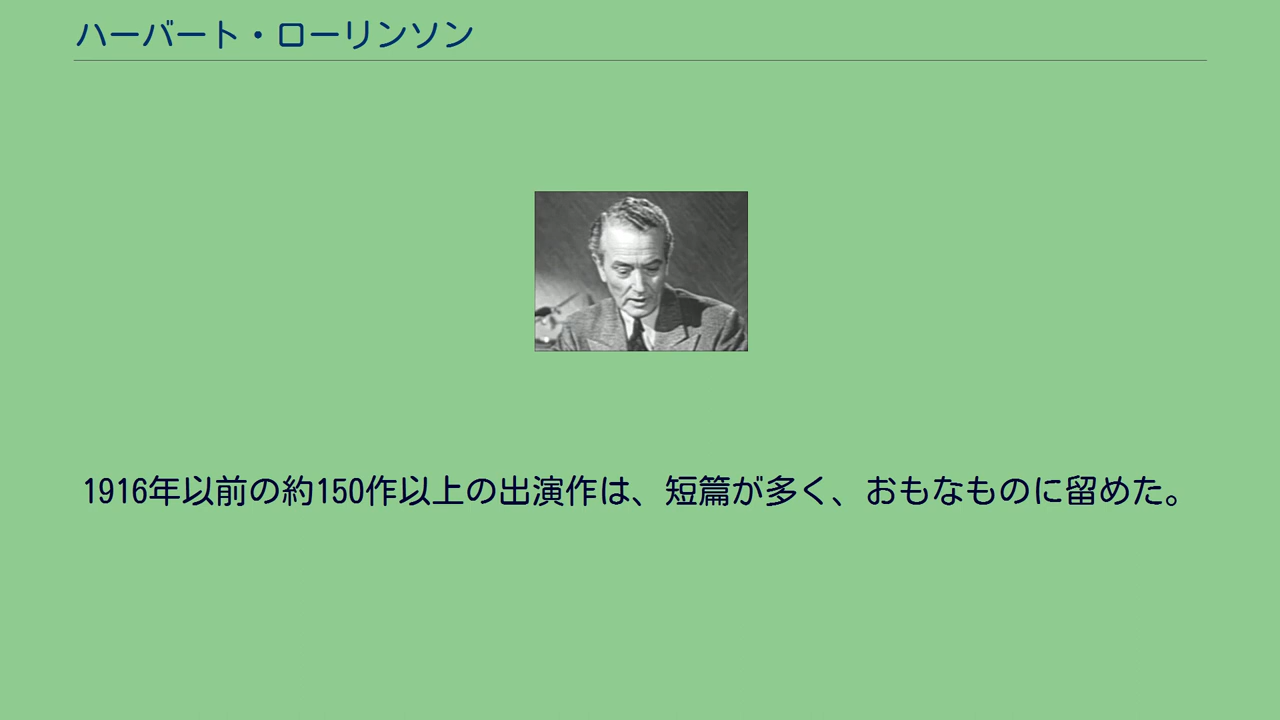 ハーバート・ローリンソン
1916年以前の約150作以上の出演作は、短篇が多く、おもなものに留めた。